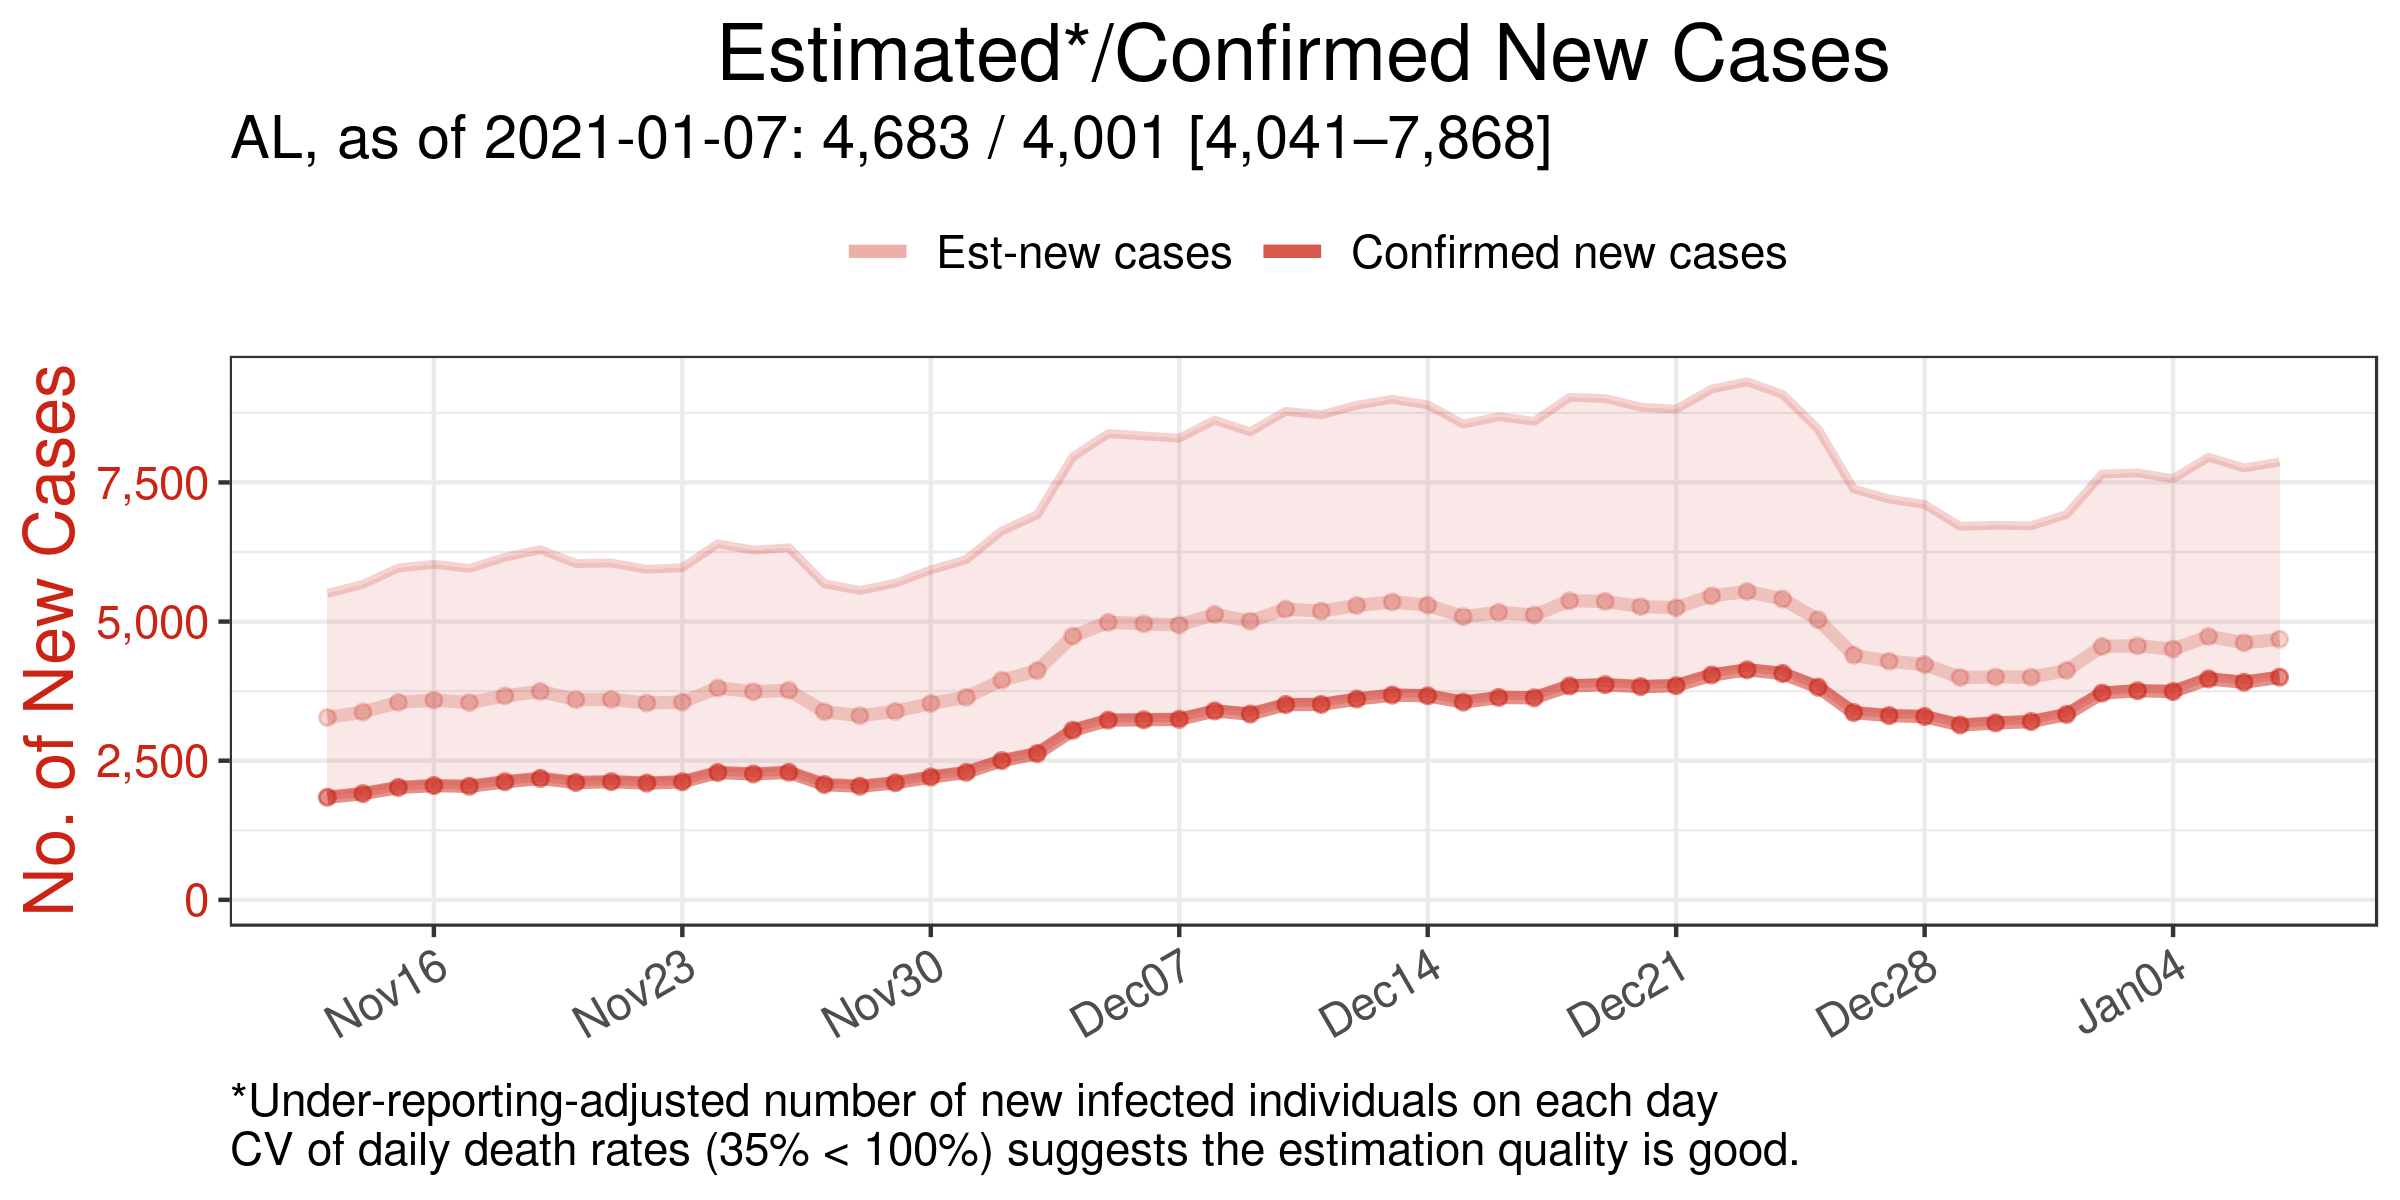 Estimated*/Confirmed New Cases
AL, as of 2021-01-07: 4,683 / 4,001 [4,041–7,868]
Est-new cases
Confirmed new cases
No. of New Cases
7,500
5,000
2,500
0
Nov16
Nov23
Nov30
Dec07
Dec14
Dec21
Dec28
Jan04
*Under-reporting-adjusted number of new infected individuals on each day
CV of daily death rates (35% < 100%) suggests the estimation quality is good.